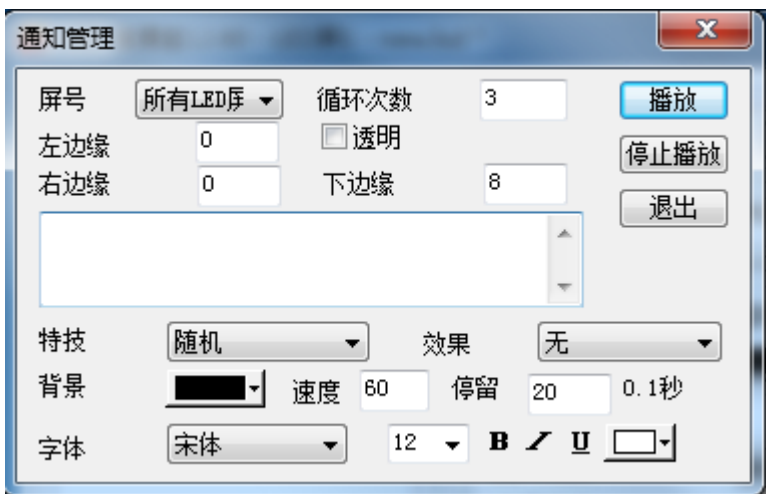 通知管理
屏号 所有LED屏 循环次数 3 播放
左边缘 0 透明 停止播放
右边缘 0 下边缘 8 退出
特技 随机 效果 无
背景 速度 60 停留 20 0.1秒
字体 宋体 12 B I U